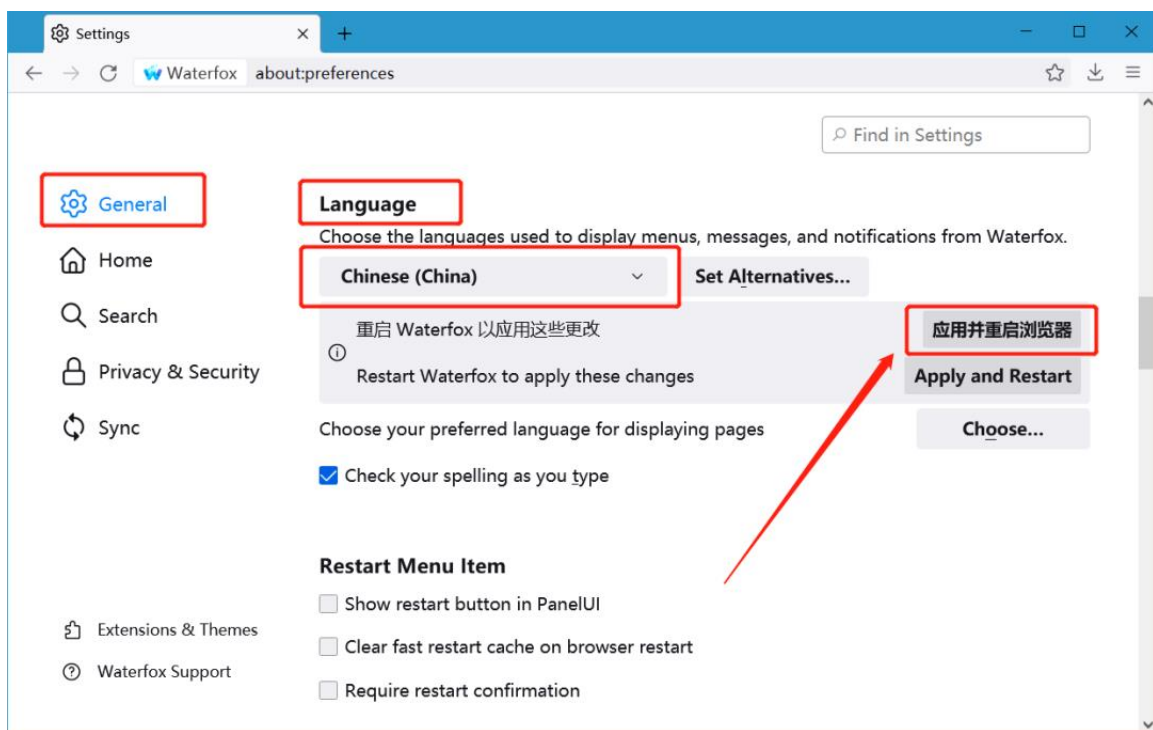 Settings
Waterfox about:preferences
Find in Settings
General
Home
Search
Privacy & Security
Sync
Extensions & Themes
Waterfox Support
Language
Choose the languages used to display menus, messages, and notifications from Waterfox.
Chinese (China) Set Alternatives...
重启 Waterfox 以应用这些更改 应用并重启浏览器
Restart Waterfox to apply these changes Apply and Restart
Choose your preferred language for displaying pages Choose...
Check your spelling as you type
Restart Menu Item
Show restart button in PanelUI
Clear fast restart cache on browser restart
Require restart confirmation